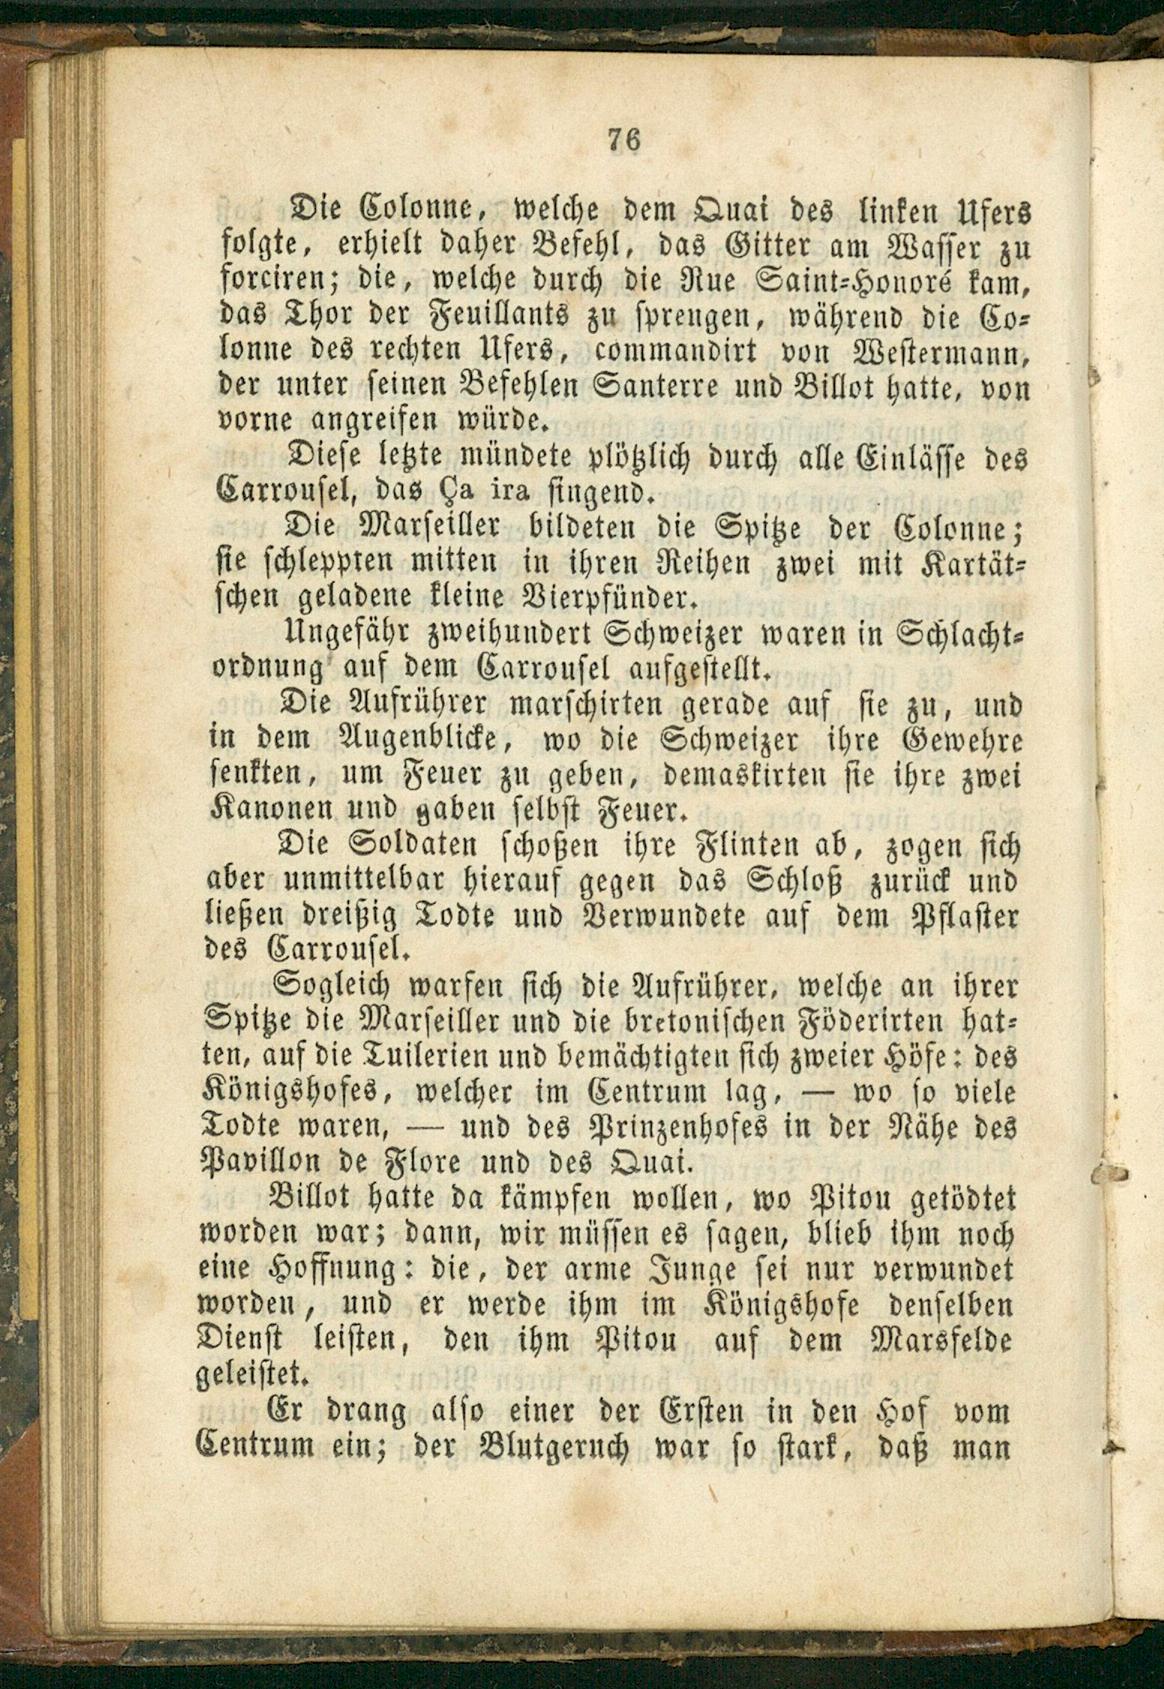 76
Die Colonne, welche dem Quai des linken Ufers
folgte, erhielt daher Befehl, das Gitter am Wasser zu
forciren; die, welche durch die Rue Saint-Honoré kam,
das Thor der Feuillants zu sprengen, während die Co-
lonne des rechten Ufers, commandirt von Westermann,
der unter seinen Befehlen Santerre und Billot hatte, von
vorne angreifen würde.
Diese letzte mündete plötzlich durch alle Einlässe des
Carrousel, das Ça ira singend.
Die Marseiller bildeten die Spitze der Colonne;
sie schleppten mitten in ihren Reihen zwei mit Kartät-
schen geladene kleine Vierpfünder.
Ungefähr zweihundert Schweizer waren in Schlacht-
ordnung auf dem Carrousel aufgestellt.
Die Aufrührer marschirten gerade auf sie zu, und
in dem Augenblicke, wo die Schweizer ihre Gewehre
senkten, um Feuer zu geben, demaskirten sie ihre zwei
Kanonen und gaben selbst Feuer.
Die Soldaten schoßen ihre Flinten ab, zogen sich
aber unmittelbar hierauf gegen das Schloß zurück und
ließen dreißig Todte und Verwundete auf dem Pflaster
des Carrousel.
Sogleich warfen sich die Aufrührer, welche an ihrer
Spitze die Marseiller und die bretonischen Föderirten hat-
ten, auf die Tuilerien und bemächtigten sich zweier Höfe: des
Königshofes, welcher im Centrum lag, — wo so viele
Todte waren, — und des Prinzenhofes in der Nähe des
Pavillon de Flore und des Quai.
Billot hatte da kämpfen wollen, wo Pitou getödtet
worden war; dann, wir müssen es sagen, blieb ihm noch
eine Hoffnung: die, der arme Junge sei nur verwundet
worden, und er werde ihm im Königshofe denselben
Dienst leisten, den ihm Pitou auf dem Marsfelde
geleistet.
Er drang also einer der Ersten in den Hof vom
Centrum ein; der Blutgeruch war so stark, daß man